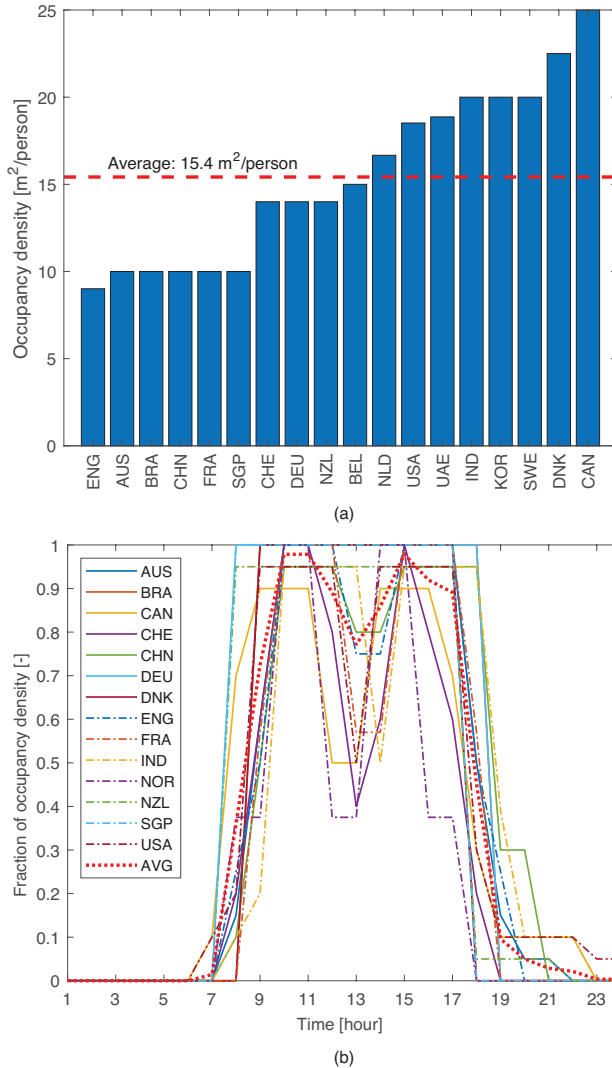 25
20
15
10
5
0
Occupancy density [m²/person]
Average: 15.4 m²/person
ENG
AUS
BRA
CHN
FRA
SGP
CHE
DEU
NZL
BEL
NLD
USA
UAE
IND
KOR
SWE
DNK
CAN
(a)
1
0.9
0.8
0.7
0.6
0.5
0.4
0.3
0.2
0.1
0
Fraction of occupancy density [-]
AUS
BRA
CAN
CHE
CHN
DEU
DNK
ENG
FRA
IND
NOR
NZL
SGP
USA
AVG
1 3 5 7 9 11 13 15 17 19 21 23
Time [hour]
(b)